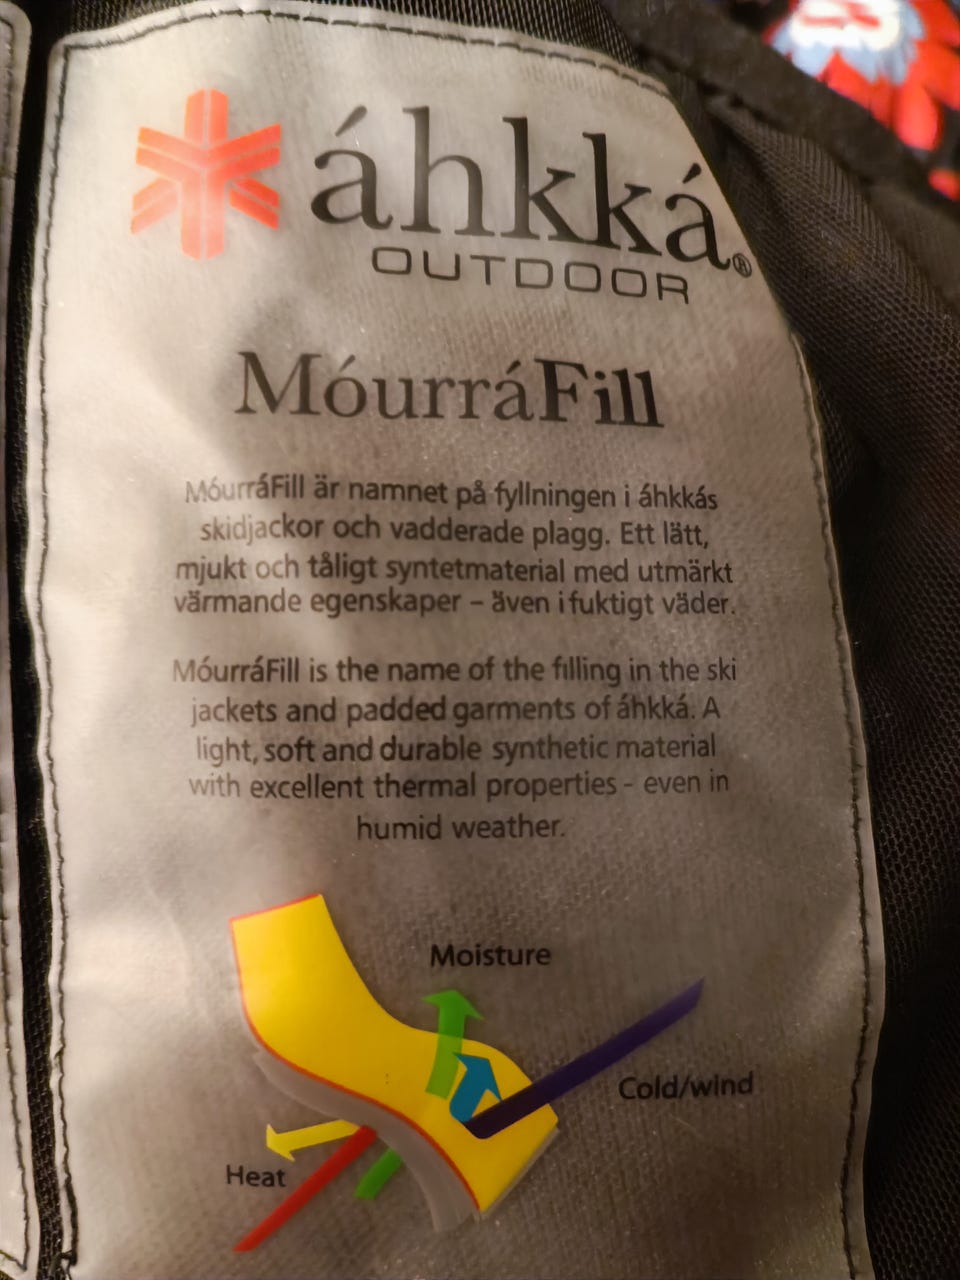 áhkká®
OUTDOOR
MóurráFill
MóurráFill är namnet på fyllningen i áhkkás
skidjackor och vadderade plagg. Ett lätt,
mjukt och tåligt syntetmaterial med utmärkt
värmande egenskaper – även i fuktigt väder.
MóurráFill is the name of the filling in the ski
jackets and padded garments of áhkká. A
light, soft and durable synthetic material
with excellent thermal properties - even in
humid weather.
Moisture
Cold/wind
Heat